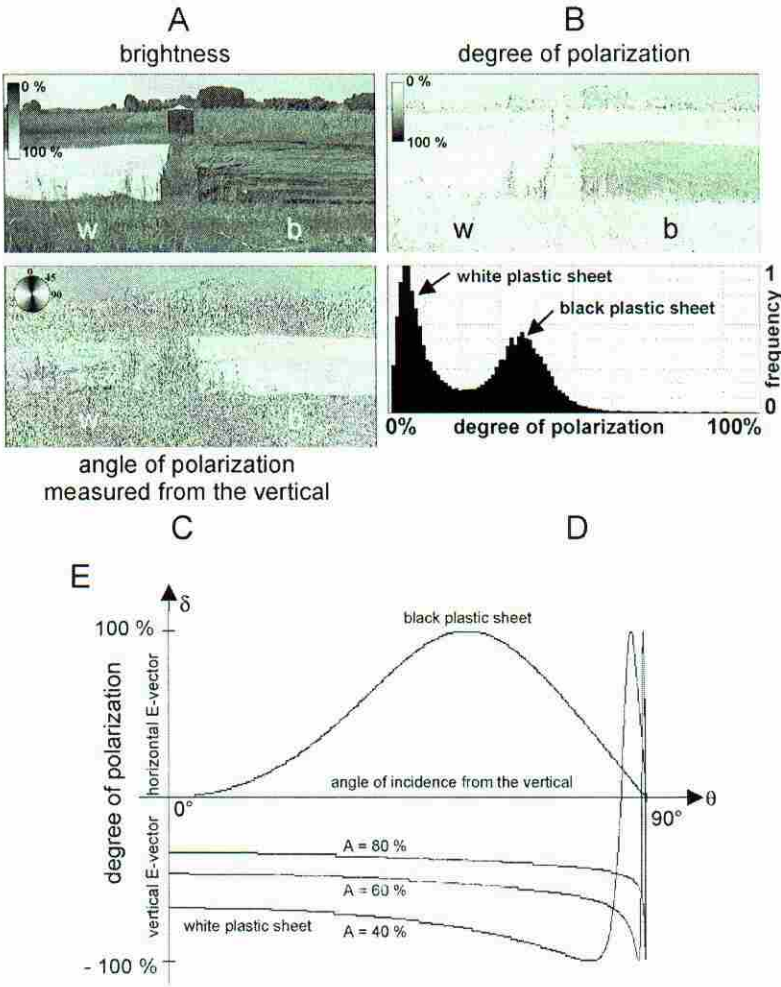 A
brightness
0 %
100 %
w
b
B
degree of polarization
0 %
100 %
w
b
0
45
90
w
b
angle of polarization
measured from the vertical
C
white plastic sheet
black plastic sheet
1
frequency
0
0%
degree of polarization
100%
D
E
δ
100 %
black plastic sheet
degree of polarization
horizontal E-vector
angle of incidence from the vertical
θ
0°
90°
vertical E-vector
A = 80 %
A = 60 %
white plastic sheet
A = 40 %
- 100 %